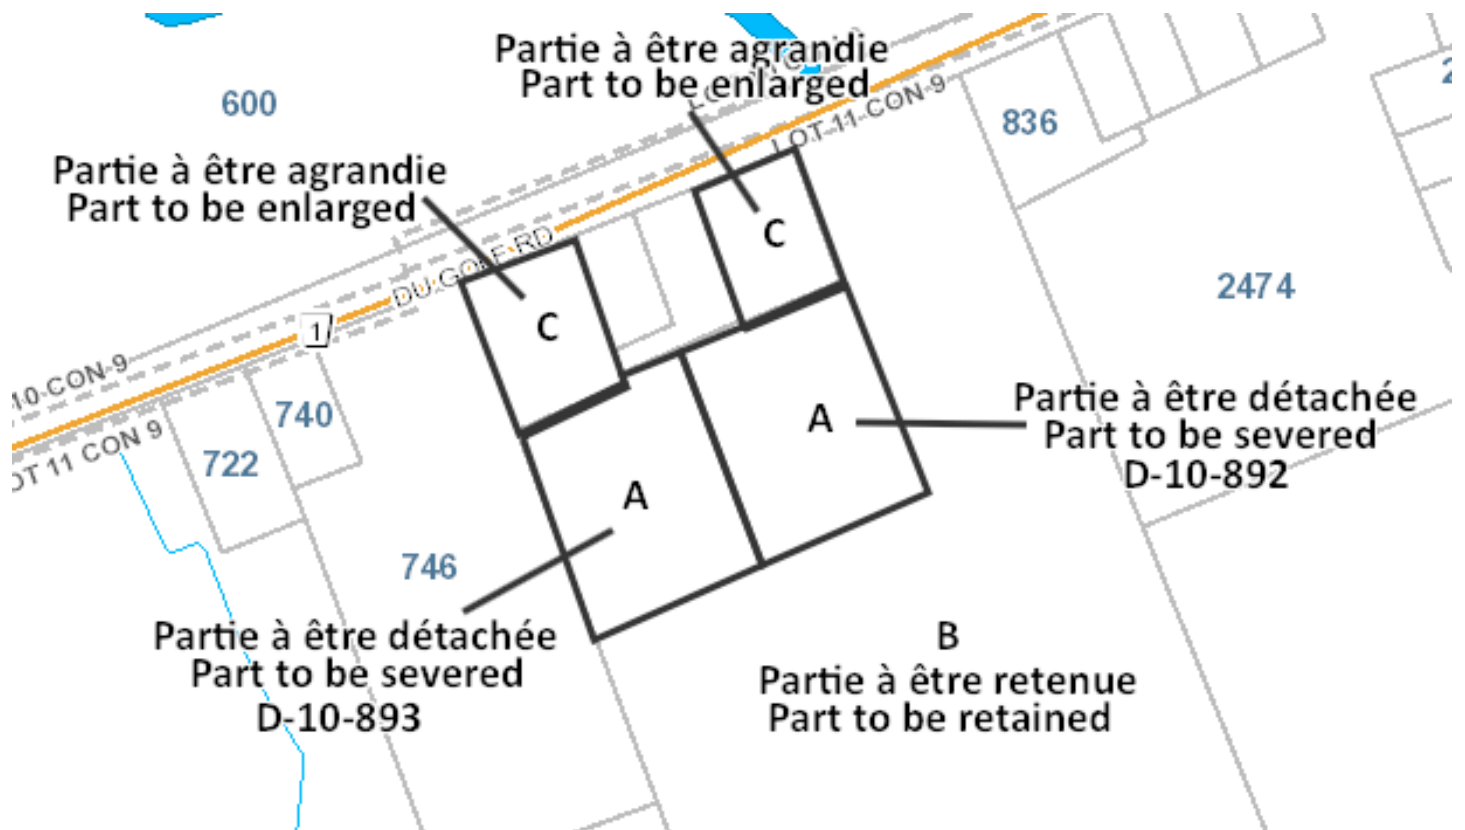 Partie à être agrandie
Part to be enlarged
600
LOT 11 CON 9
836
2
Partie à être agrandie
Part to be enlarged
C
DU GOLF RD
C
2474
1
10 CON 9
740
Partie à être détachée
Part to be severed
D-10-892
A
722
OT 11 CON 9
A
746
Partie à être détachée
Part to be severed
D-10-893
B
Partie à être retenue
Part to be retained